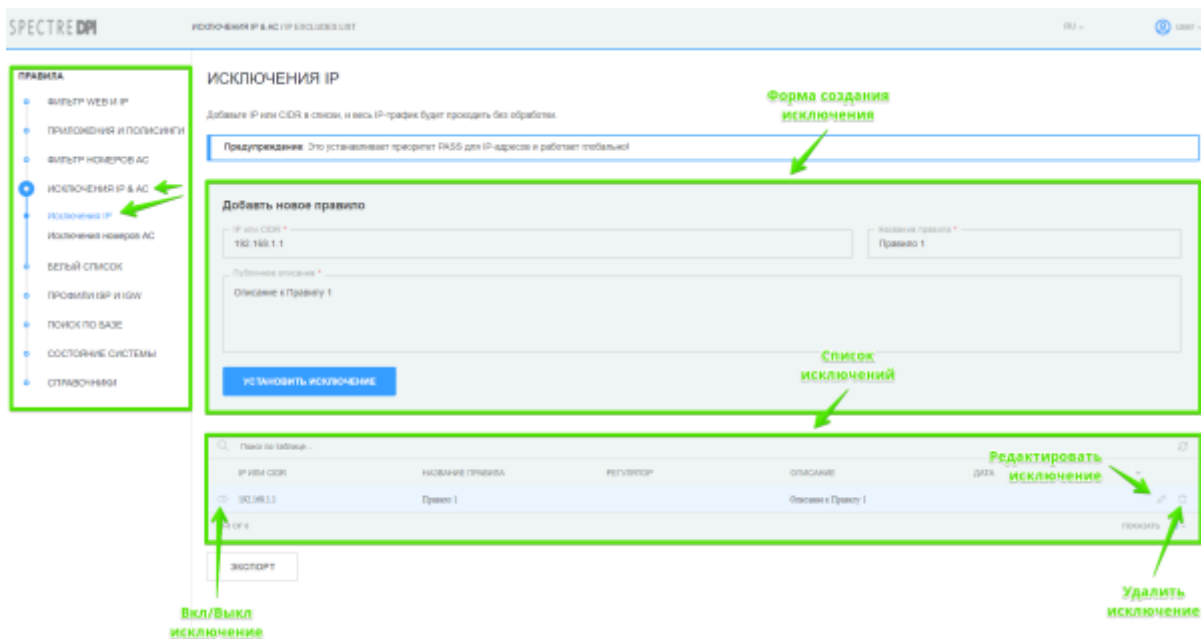 SPECTRE DPI
ИСКЛЮЧЕНИЯ IP & АС / IP EXCLUDES LIST
RU
USER
ПРАВИЛА
ФИЛЬТР WEB И IP
ПРИЛОЖЕНИЯ И ПОЛИСИНГИ
ФИЛЬТР НОМЕРОВ АС
ИСКЛЮЧЕНИЯ IP & АС
Исключения IP
Исключения номеров АС
БЕЛЫЙ СПИСОК
ПРОФИЛИ ISP И IGW
ПОИСК ПО БАЗЕ
СОСТОЯНИЕ СИСТЕМЫ
СПРАВОЧНИКИ
ИСКЛЮЧЕНИЯ IP
Форма создания
исключения
Добавьте IP или CIDR в список, и весь IP-трафик будет проходить без обработки.
Предупреждение: Это устанавливает приоритет PASS для IP-адресов и работает глобально!
Добавть новое правило
IP или CIDR *
192.168.1.1
Название правила *
Правило 1
Публичное описание *
Описание к Правилу 1
УСТАНОВИТЬ ИСКЛЮЧЕНИЕ
Список
исключений
Поиск по таблице...
IP ИЛИ CIDR НАЗВАНИЕ ПРАВИЛА РЕГУЛЯТОР ОПИСАНИЕ ДАТА
Редактировать
исключение
192.168.1.1 Правило 1 Описание к Правилу 1
ПОКАЗАТЬ
ЭКСПОРТ
Вкл/Выкл
исключение
Удалить
исключение